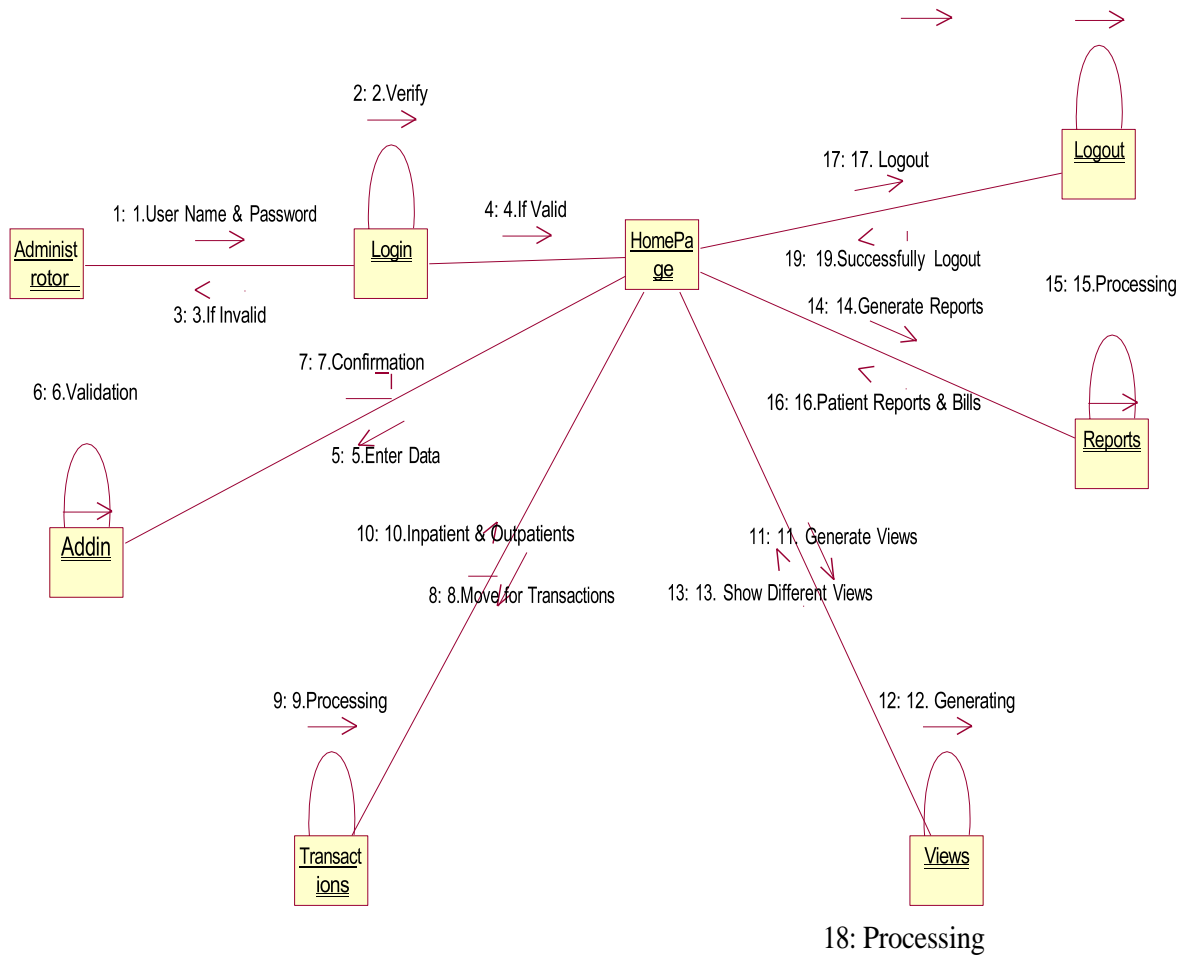 2: 2.Verify
Logout
17: 17. Logout
1: 1.User Name & Password
4: 4.If Valid
Administ
rotor
Login
HomePa
ge
19: 19.Successfully Logout
15: 15.Processing
3: 3.If Invalid
14: 14.Generate Reports
7: 7.Confirmation
6: 6.Validation
16: 16.Patient Reports & Bills
Reports
5: 5.Enter Data
Addin
10: 10.Inpatient & Outpatients
11: 11. Generate Views
8: 8.Move for Transactions
13: 13. Show Different Views
9: 9.Processing
12: 12. Generating
Transact
ions
Views
18: Processing